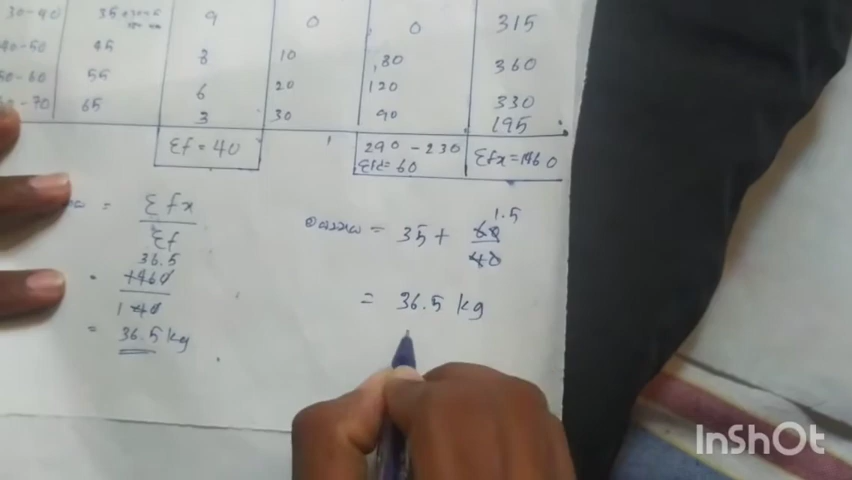 30-40 35 9 0 0 315
40-50 45 8 10 80 360
50-60 55 6 20 120 330
60-70 65 3 30 90 195
Σf = 40 290 - 230 Σfx = 1460
Σfd = 60
= Σfx / Σf
= 35 + 60 / 40 1.5
36.5
1460
1 40
= 36.5 kg
= 36.5 kg
InShOt